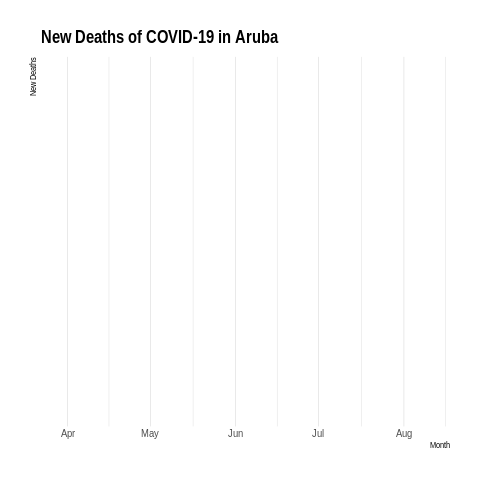 New Deaths of COVID-19 in Aruba
New Deaths
Apr May Jun Jul Aug
Month